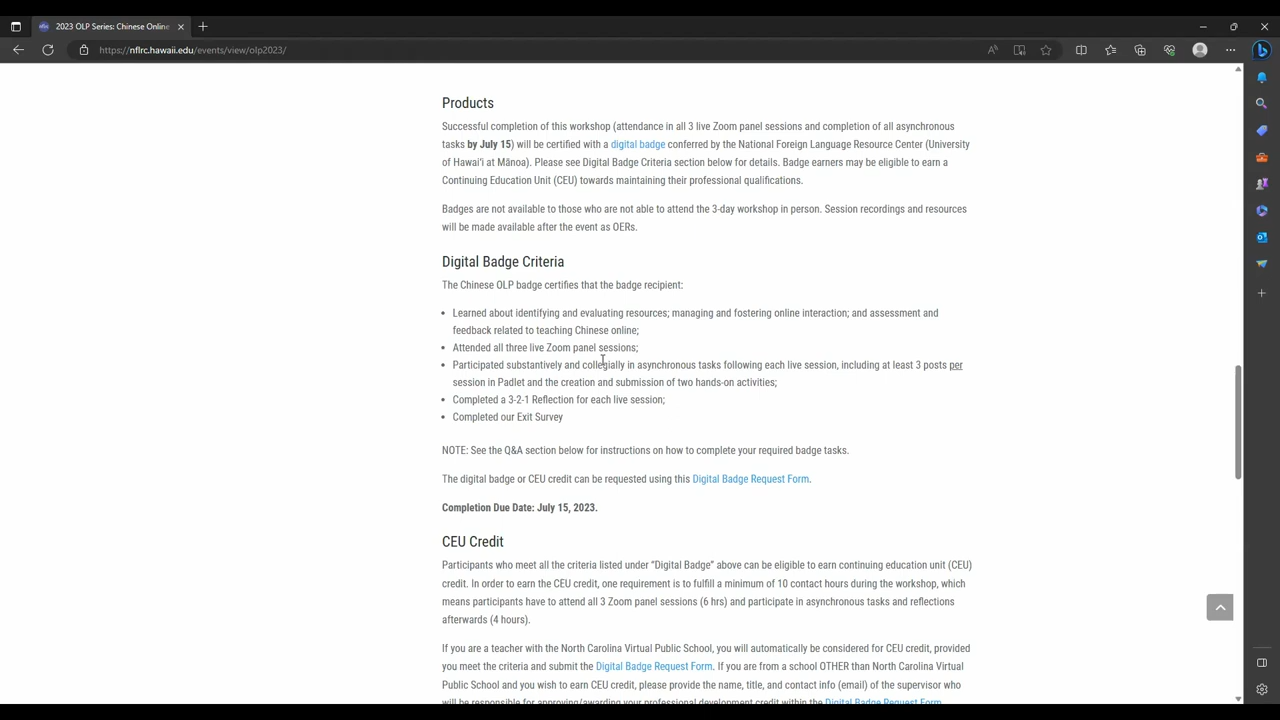 2023 OLP Series: Chinese Online
https://nflrc.hawaii.edu/events/view/olp2023/
Products
Successful completion of this workshop (attendance in all 3 live Zoom panel sessions and completion of all asynchronous
tasks by July 15) will be certified with a digital badge conferred by the National Foreign Language Resource Center (University
of Hawaiʻi at Mānoa). Please see Digital Badge Criteria section below for details. Badge earners may be eligible to earn a
Continuing Education Unit (CEU) towards maintaining their professional qualifications.
Badges are not available to those who are not able to attend the 3-day workshop in person. Session recordings and resources
will be made available after the event as OERs.
Digital Badge Criteria
The Chinese OLP badge certifies that the badge recipient:
• Learned about identifying and evaluating resources; managing and fostering online interaction; and assessment and
feedback related to teaching Chinese online;
• Attended all three live Zoom panel sessions;
• Participated substantively and collegially in asynchronous tasks following each live session, including at least 3 posts per
session in Padlet and the creation and submission of two hands-on activities;
• Completed a 3-2-1 Reflection for each live session;
• Completed our Exit Survey
NOTE: See the Q&A section below for instructions on how to complete your required badge tasks.
The digital badge or CEU credit can be requested using this Digital Badge Request Form.
Completion Due Date: July 15, 2023.
CEU Credit
Participants who meet all the criteria listed under “Digital Badge” above can be eligible to earn continuing education unit (CEU)
credit. In order to earn the CEU credit, one requirement is to fulfill a minimum of 10 contact hours during the workshop, which
means participants have to attend all 3 Zoom panel sessions (6 hrs) and participate in asynchronous tasks and reflections
afterwards (4 hours).
If you are a teacher with the North Carolina Virtual Public School, you will automatically be considered for CEU credit, provided
you meet the criteria and submit the Digital Badge Request Form. If you are from a school OTHER than North Carolina Virtual
Public School and you wish to earn CEU credit, please provide the name, title, and contact info (email) of the supervisor who
will be responsible for approving/awarding your professional development credit within the Digital Badge Request Form